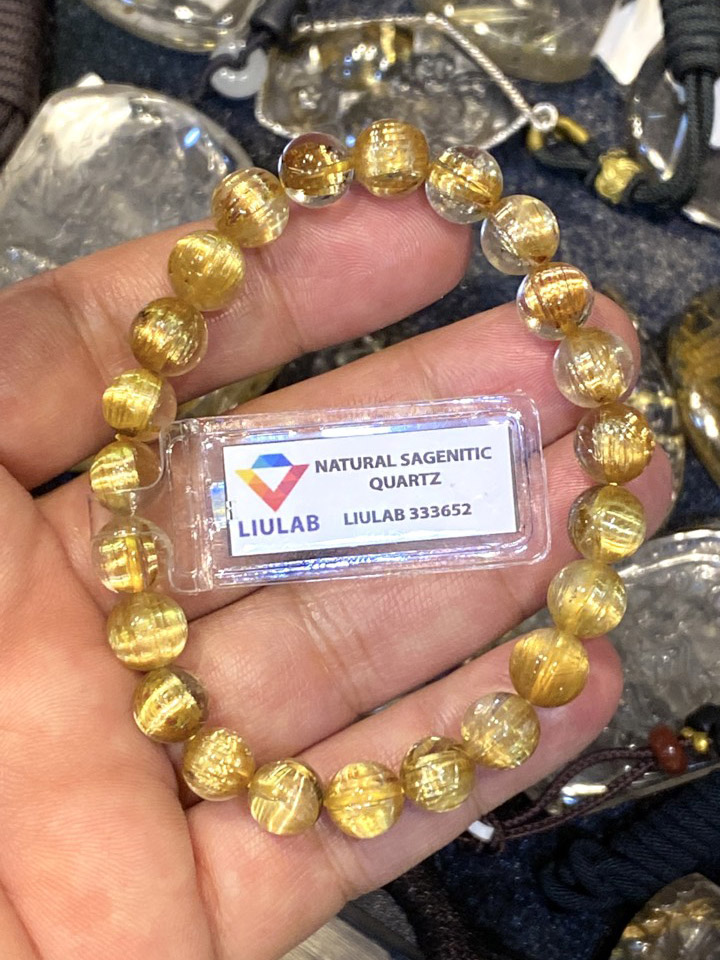 NATURAL SAGENITIC
QUARTZ
LIULAB
LIULAB 333652